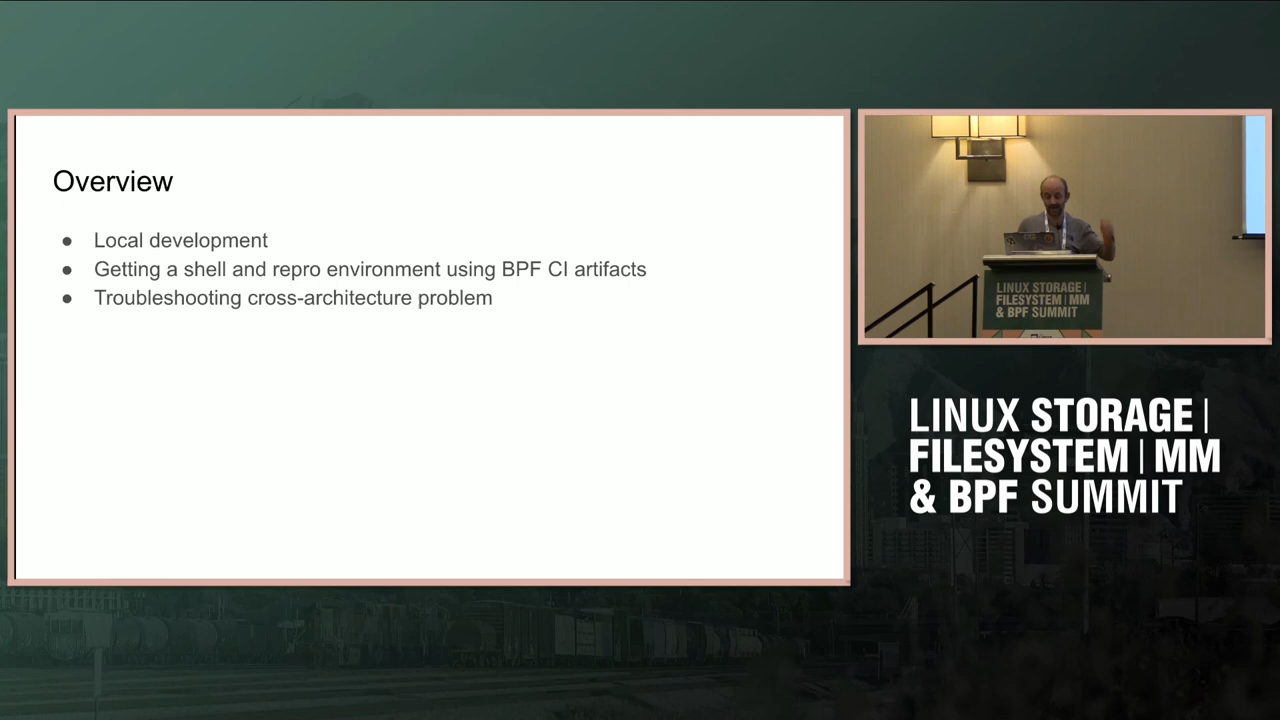 Overview
● Local development
● Getting a shell and repro environment using BPF CI artifacts
● Troubleshooting cross-architecture problem
LINUX STORAGE|
FILESYSTEM|MM
& BPF SUMMIT
LINUX STORAGE|
FILESYSTEM|MM
& BPF SUMMIT